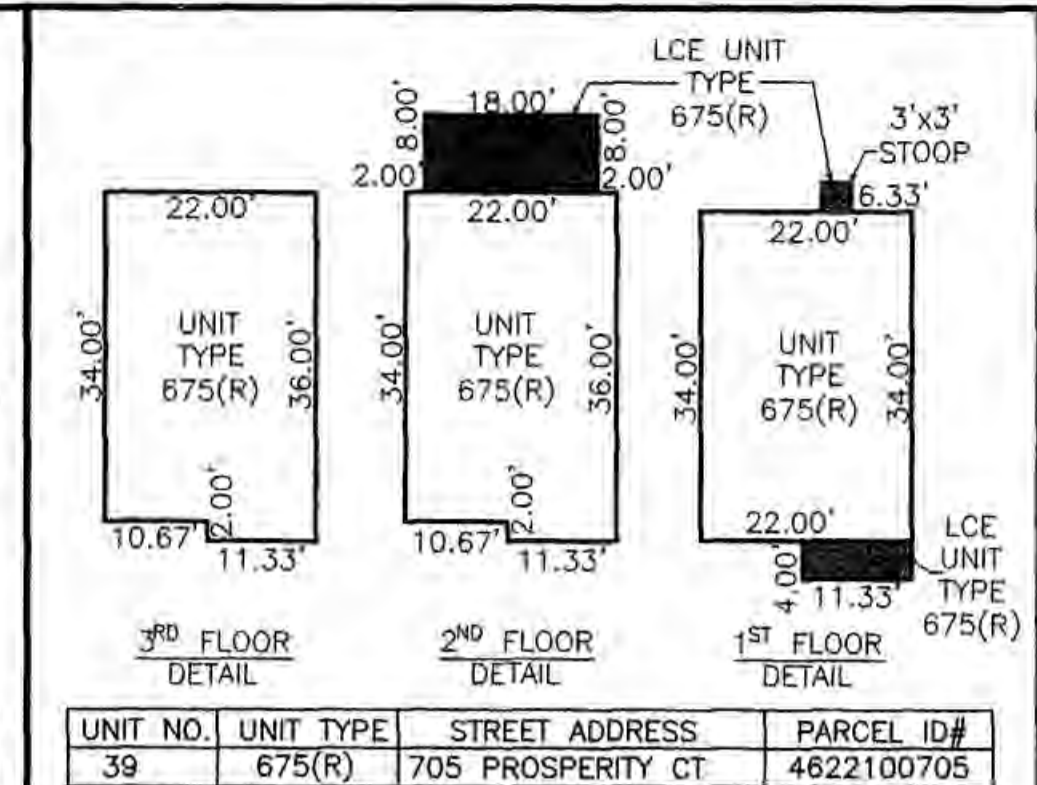 LCE UNIT
TYPE
675(R)
3'x3'
STOOP
8.00'
18.00'
8.00'
2.00'
2.00'
6.33'
22.00'
22.00'
22.00'
34.00'
UNIT
TYPE
675(R)
36.00'
34.00'
UNIT
TYPE
675(R)
36.00'
34.00'
UNIT
TYPE
675(R)
34.00'
10.67'
2.00'
11.33'
10.67'
2.00'
11.33'
22.00'
4.00'
11.33'
LCE
UNIT
TYPE
675(R)
3RD FLOOR
DETAIL
2ND FLOOR
DETAIL
1ST FLOOR
DETAIL
UNIT NO. UNIT TYPE STREET ADDRESS PARCEL ID#
39 675(R) 705 PROSPERITY CT 4622100705